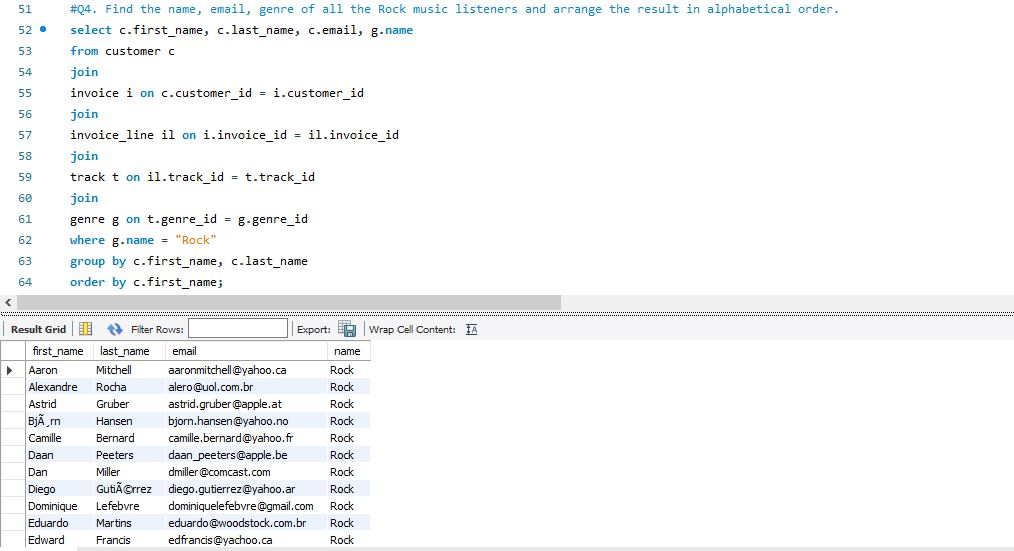 51 #Q4. Find the name, email, genre of all the Rock music listeners and arrange the result in alphabetical order.
52 select c.first_name, c.last_name, c.email, g.name
53 from customer c
54 join
55 invoice i on c.customer_id = i.customer_id
56 join
57 invoice_line il on i.invoice_id = il.invoice_id
58 join
59 track t on il.track_id = t.track_id
60 join
61 genre g on t.genre_id = g.genre_id
62 where g.name = "Rock"
63 group by c.first_name, c.last_name
64 order by c.first_name;
Result Grid Filter Rows: Export: Wrap Cell Content: IA
first_name last_name email name
Aaron Mitchell aaronmitchell@yahoo.ca Rock
Alexandre Rocha alero@uol.com.br Rock
Astrid Gruber astrid.gruber@apple.at Rock
BjÃ¸rn Hansen bjorn.hansen@yahoo.no Rock
Camille Bernard camille.bernard@yahoo.fr Rock
Daan Peeters daan_peeters@apple.be Rock
Dan Miller dmiller@comcast.com Rock
Diego GutiÃ©rrez diego.gutierrez@yahoo.ar Rock
Dominique Lefebvre dominiquelefebvre@gmail.com Rock
Eduardo Martins eduardo@woodstock.com.br Rock
Edward Francis edfrancis@yachoo.ca Rock